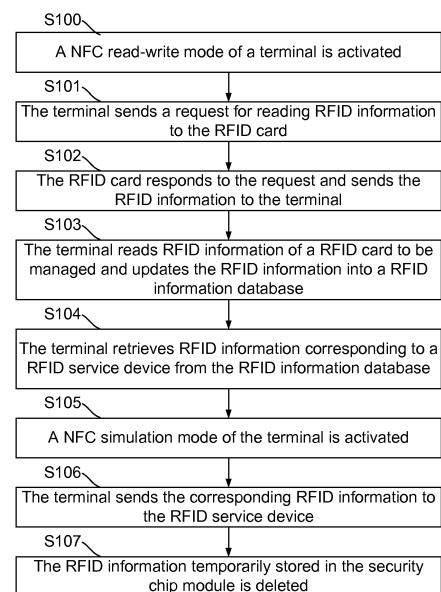 S100
A NFC read-write mode of a terminal is activated
S101
The terminal sends a request for reading RFID information
to the RFID card
S102
The RFID card responds to the request and sends the
RFID information to the terminal
S103
The terminal reads RFID information of a RFID card to be
managed and updates the RFID information into a RFID
information database
S104
The terminal retrieves RFID information corresponding to a
RFID service device from the RFID information database
S105
A NFC simulation mode of the terminal is activated
S106
The terminal sends the corresponding RFID information to
the RFID service device
S107
The RFID information temporarily stored in the security
chip module is deleted